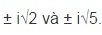 ± i√2 và ± i√5.